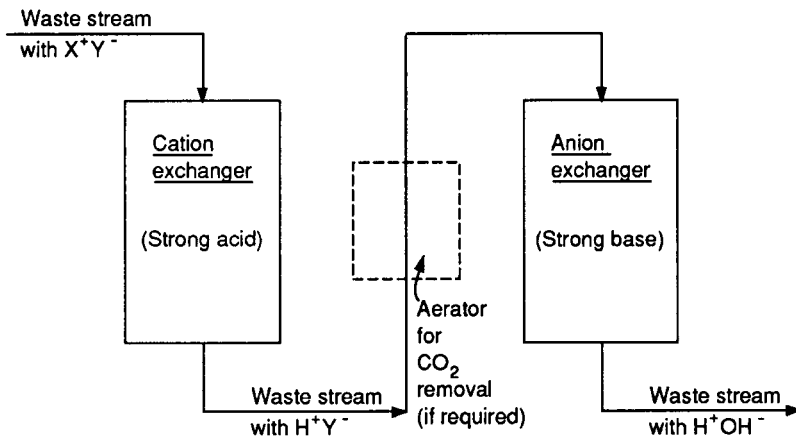 Waste stream
with X⁺Y⁻
Cation
exchanger
(Strong acid)
Anion
exchanger
(Strong base)
Aerator
for
CO₂
removal
(if required)
Waste stream
with H⁺Y⁻
Waste stream
with H⁺OH⁻